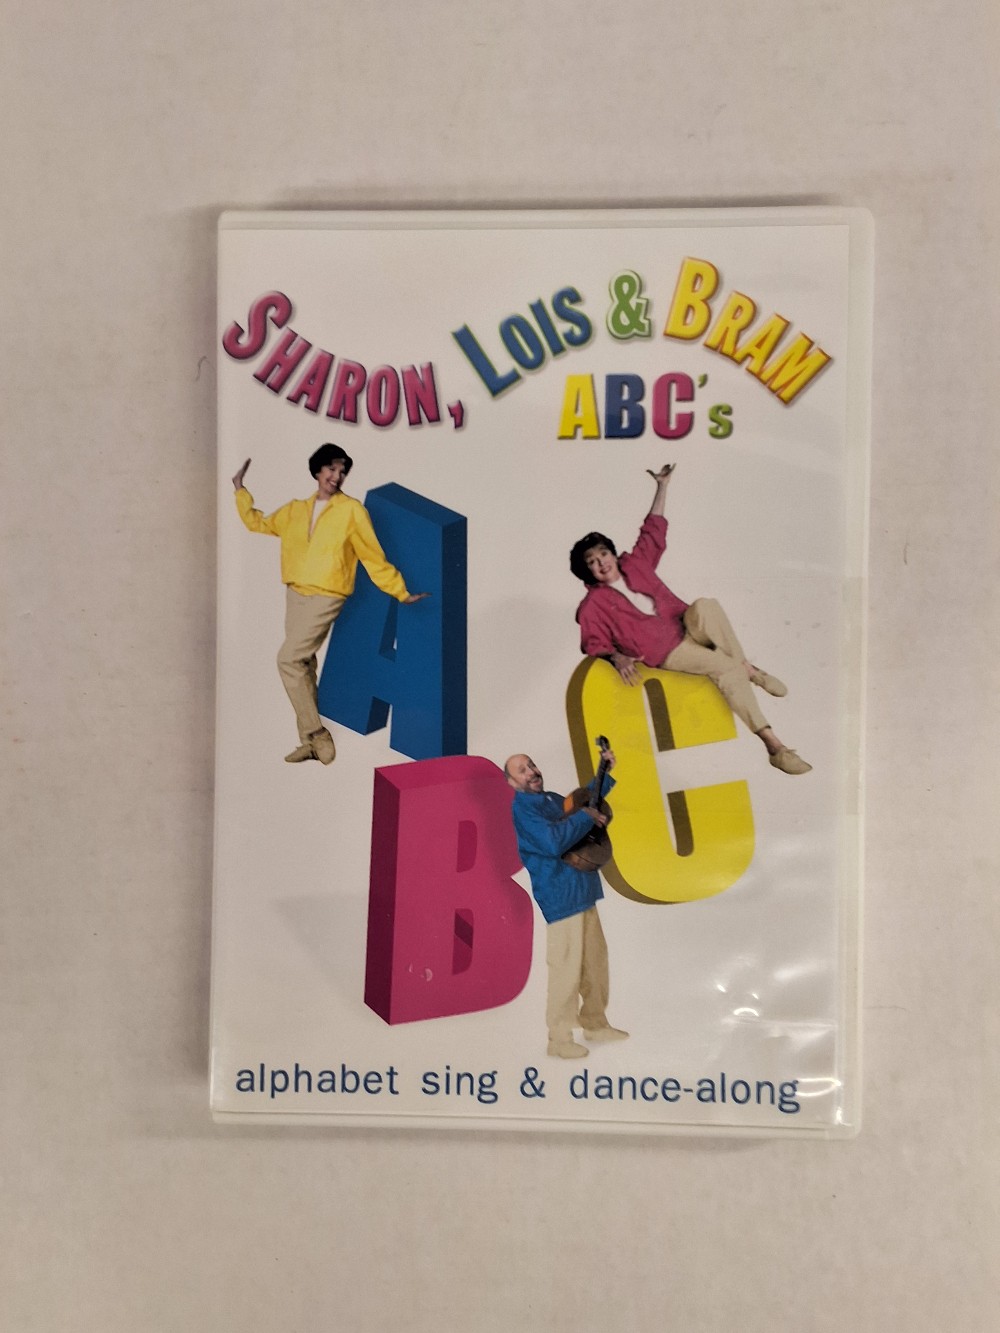 SHARON, LOIS & BRAM
ABC's
A
B
C
alphabet sing & dance-along